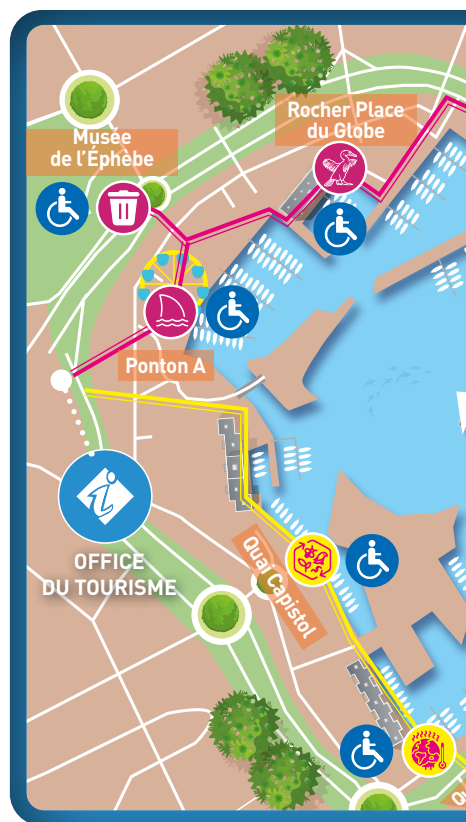 Rocher Place
du Globe
Musée
de l'Éphèbe
Ponton A
OFFICE
DU TOURISME
Quai Capistol